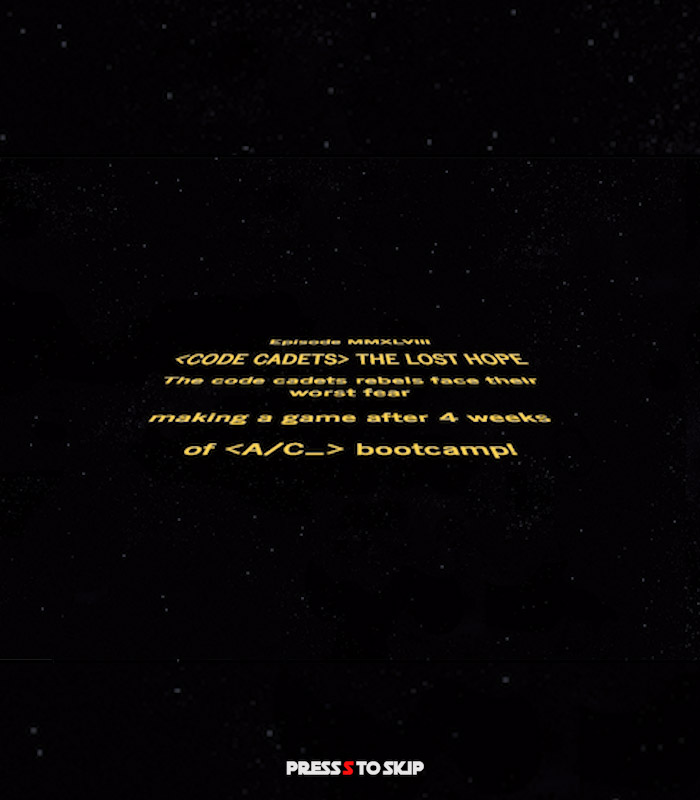 Episode MMXLVIII
<CODE CADETS> THE LOST HOPE
The code cadets rebels face their
worst fear
making a game after 4 weeks
of <A/C_> bootcamp!
PRESS S TO SKIP